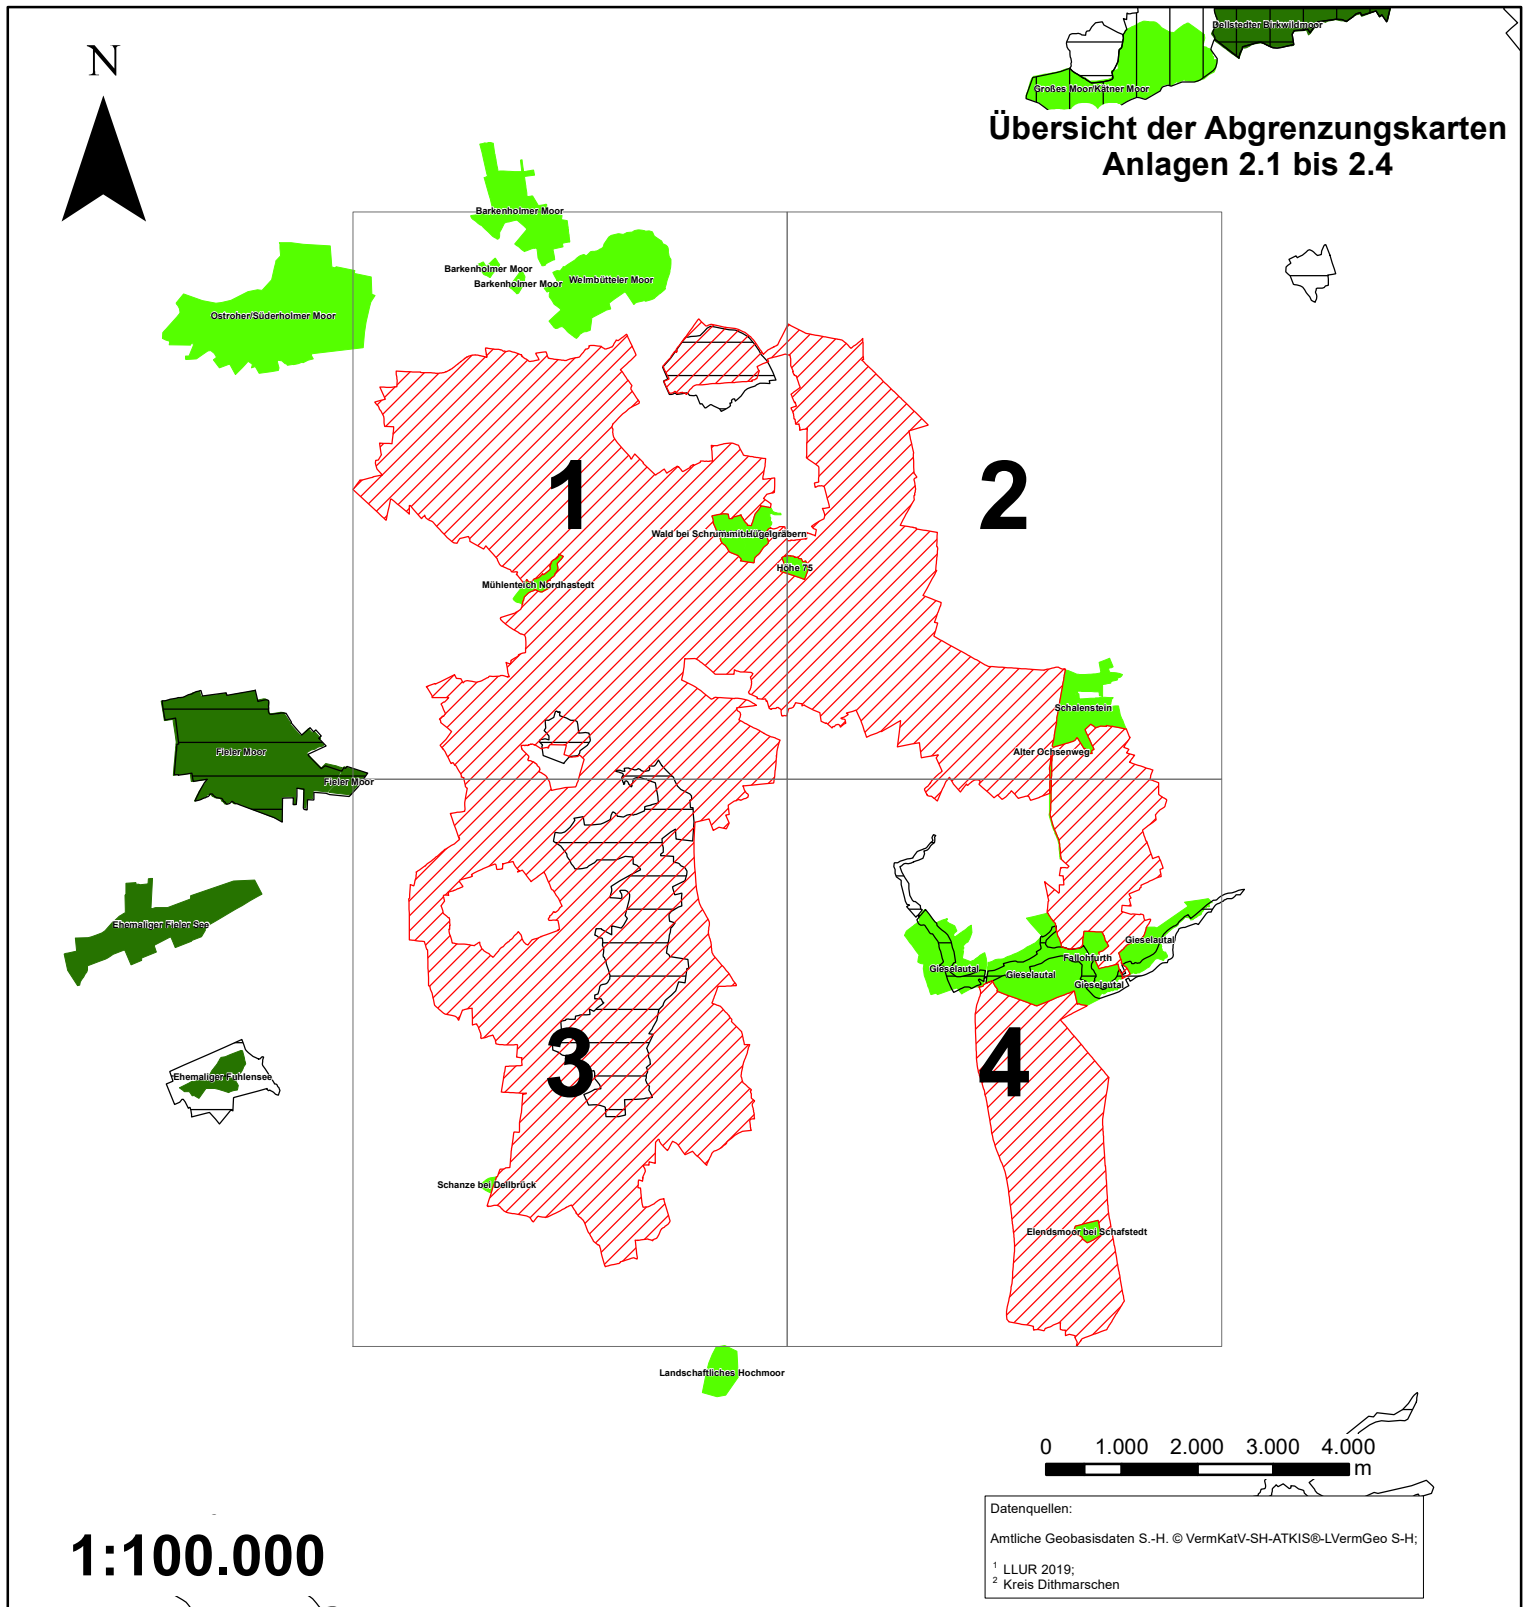 Dellstedter Birkwildmoor
N
Großes Moor/Kätner Moor
Übersicht der Abgrenzungskarten
Anlagen 2.1 bis 2.4
Barkenholmer Moor
Barkenholmer Moor
Barkenholmer Moor
Welmbütteler Moor
Ostroher/Süderholmer Moor
1
2
Wald bei Schrumm
Hügelgräbern
Höhe 75
Mühlenteich Nordhastedt
Schalenstein
Alter Ochsenweg
Fieler Moor
Fieler Moor
Ehemaliger Fieler See
Gieselautal
Fallohfurth
Gieselautal
Gieselautal
Gieselautal
3
4
Ehemaliger Fuhlensee
Schanze bei Dellbrück
Elendsmoor bei Schafstedt
Landschaftliches Hochmoor
0 1.000 2.000 3.000 4.000
m
Datenquellen:
Amtliche Geobasisdaten S.-H. © VermKatV-SH-ATKIS®-LVermGeo S-H;
1 LLUR 2019;
2 Kreis Dithmarschen
1:100.000